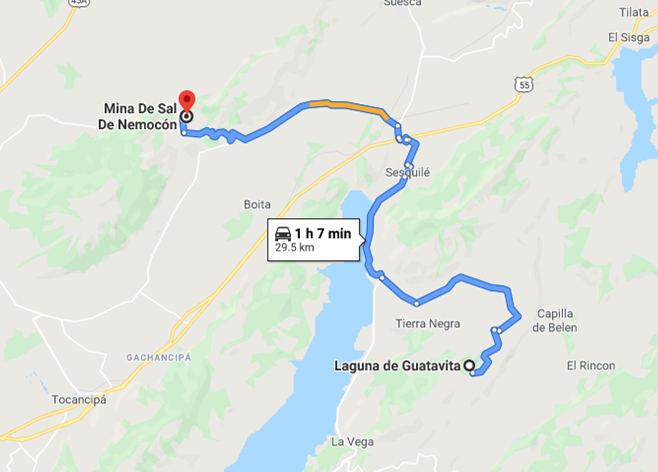 45A
Suesca
Tilata
El Sisga
55
Mina De Sal
De Nemocón
Sesquilé
Boita
1 h 7 min
29.5 km
Tierra Negra
Capilla
de Belen
GACHANCIPÁ
Laguna de Guatavita
El Rincon
Tocancipá
La Vega